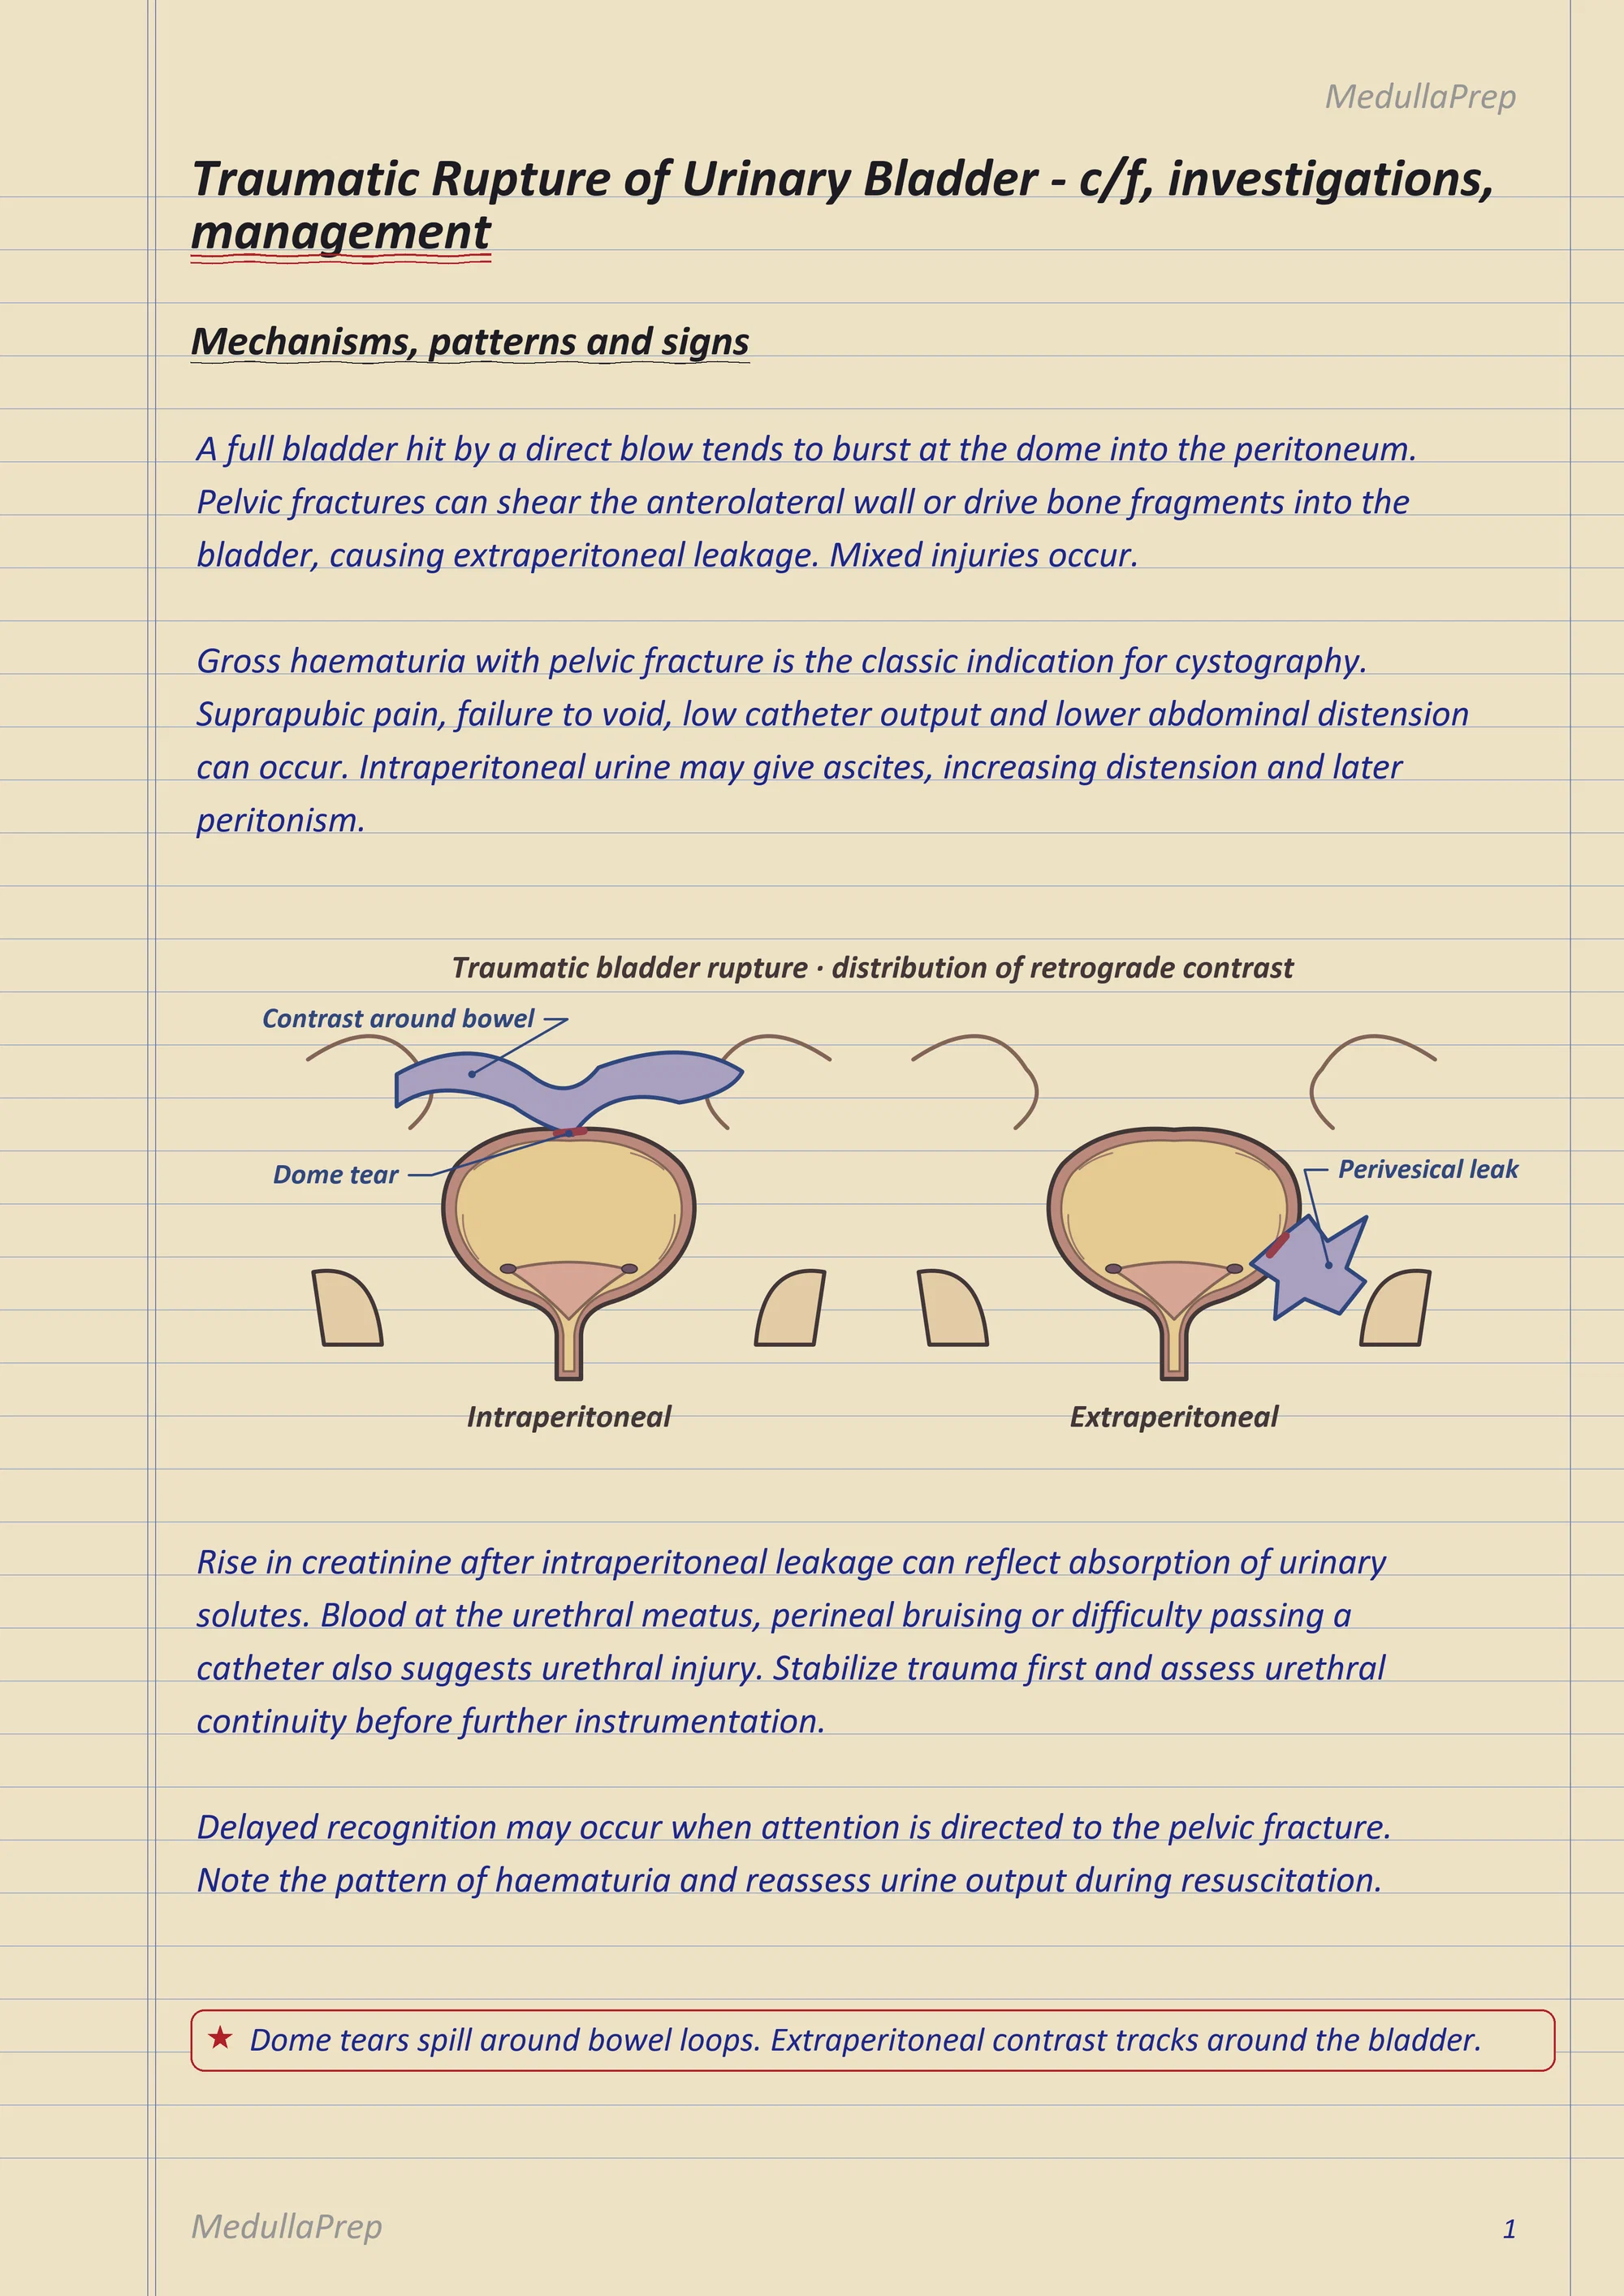 MedullaPrep
Traumatic Rupture of Urinary Bladder - c/f, investigations,
management
Mechanisms, patterns and signs
A full bladder hit by a direct blow tends to burst at the dome into the peritoneum.
Pelvic fractures can shear the anterolateral wall or drive bone fragments into the
bladder, causing extraperitoneal leakage. Mixed injuries occur.
Gross haematuria with pelvic fracture is the classic indication for cystography.
Suprapubic pain, failure to void, low catheter output and lower abdominal distension
can occur. Intraperitoneal urine may give ascites, increasing distension and later
peritonism.
Traumatic bladder rupture · distribution of retrograde contrast
Contrast around bowel
Dome tear
Perivesical leak
Intraperitoneal
Extraperitoneal
Rise in creatinine after intraperitoneal leakage can reflect absorption of urinary
solutes. Blood at the urethral meatus, perineal bruising or difficulty passing a
catheter also suggests urethral injury. Stabilize trauma first and assess urethral
continuity before further instrumentation.
Delayed recognition may occur when attention is directed to the pelvic fracture.
Note the pattern of haematuria and reassess urine output during resuscitation.
★ Dome tears spill around bowel loops. Extraperitoneal contrast tracks around the bladder.
MedullaPrep
1